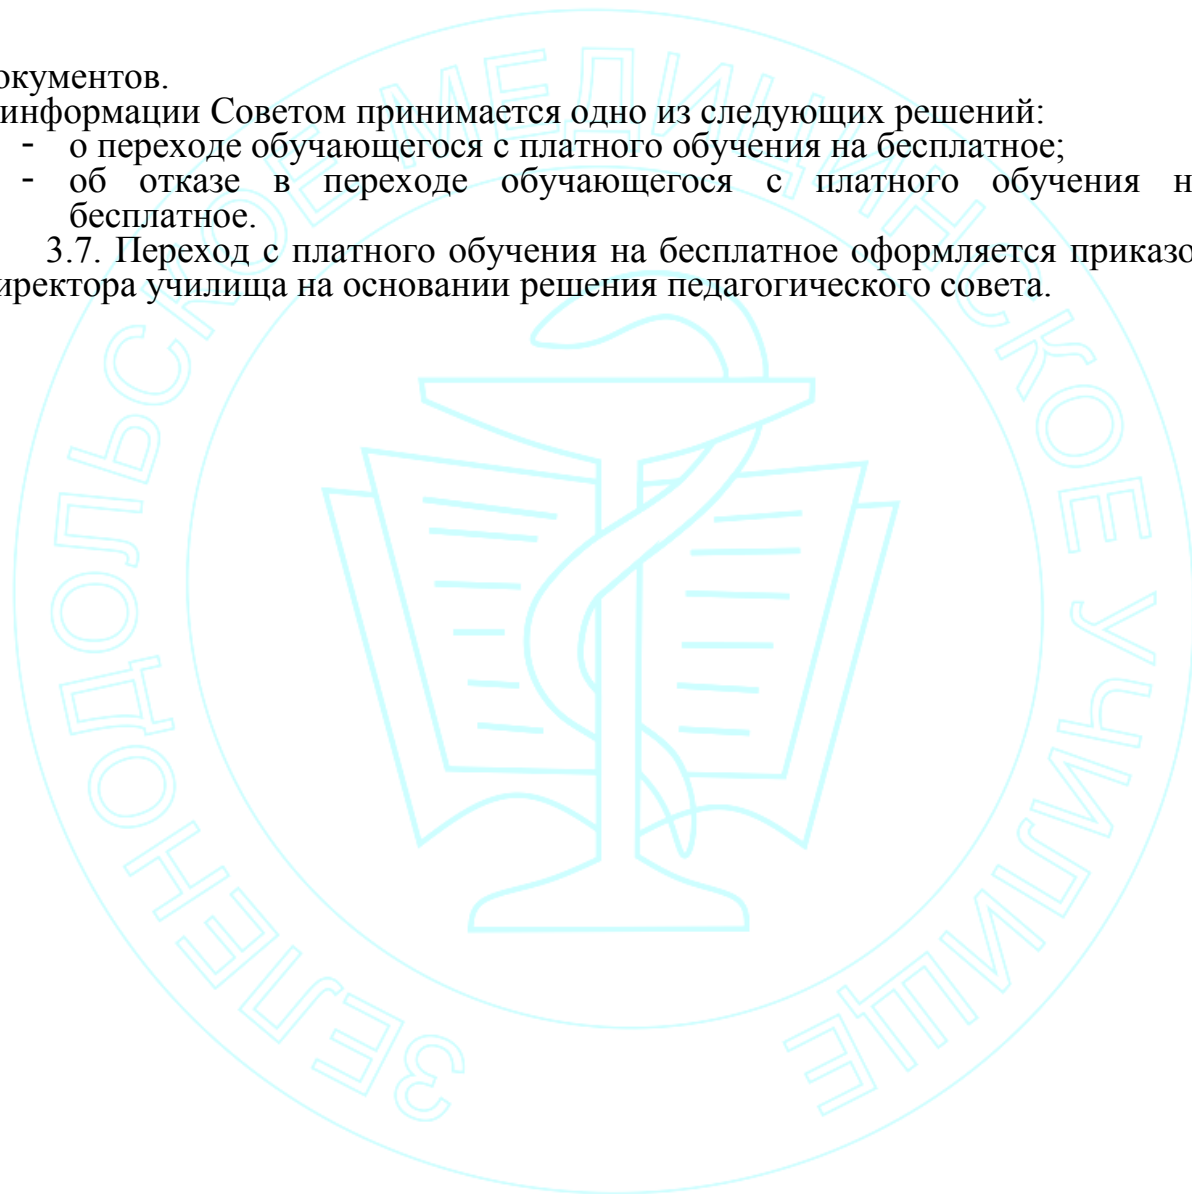 окументов.
информации Советом принимается одно из следующих решений:
- о переходе обучающегося с платного обучения на бесплатное;
- об отказе в переходе обучающегося с платного обучения н
бесплатное.
3.7. Переход с платного обучения на бесплатное оформляется приказо
иректора училища на основании решения педагогического совета.
ЗЕЛЕНОДОЛЬСКОЕ МЕДИЦИНСКОЕ УЧИЛИЩЕ